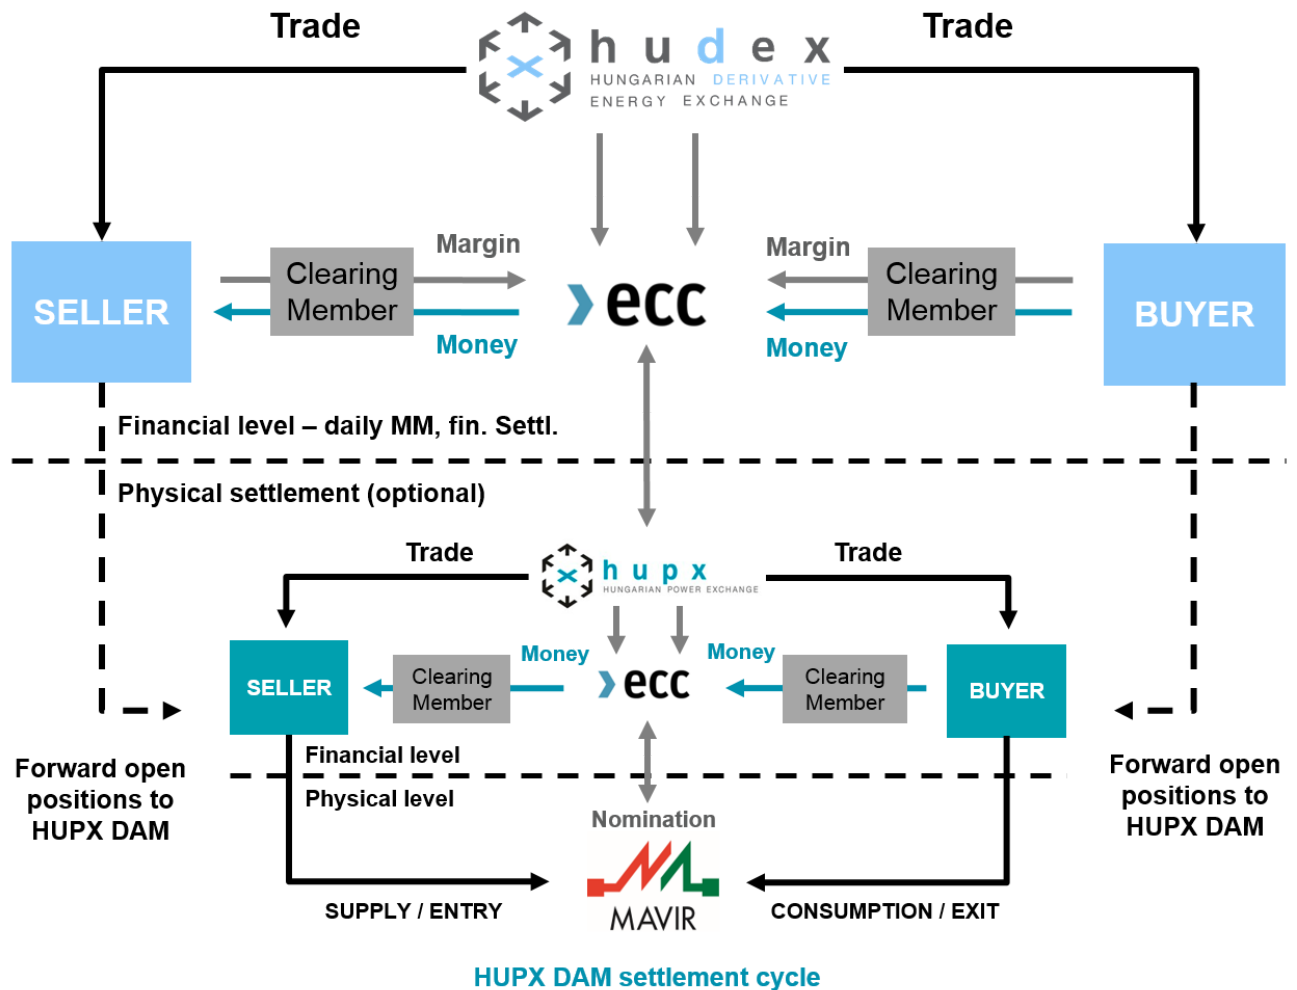 Trade
Trade
hudex
HUNGARIAN DERIVATIVE
ENERGY EXCHANGE
SELLER
Clearing
Member
Margin
Money
ecc
Margin
Money
Clearing
Member
BUYER
Financial level – daily MM, fin. Settl.
Physical settlement (optional)
Trade
hupx
HUNGARIAN POWER EXCHANGE
Trade
SELLER
Clearing
Member
Money
ecc
Money
Clearing
Member
BUYER
Financial level
Physical level
Forward open
positions to
HUPX DAM
Forward open
positions to
HUPX DAM
Nomination
MAVIR
SUPPLY / ENTRY
CONSUMPTION / EXIT
HUPX DAM settlement cycle